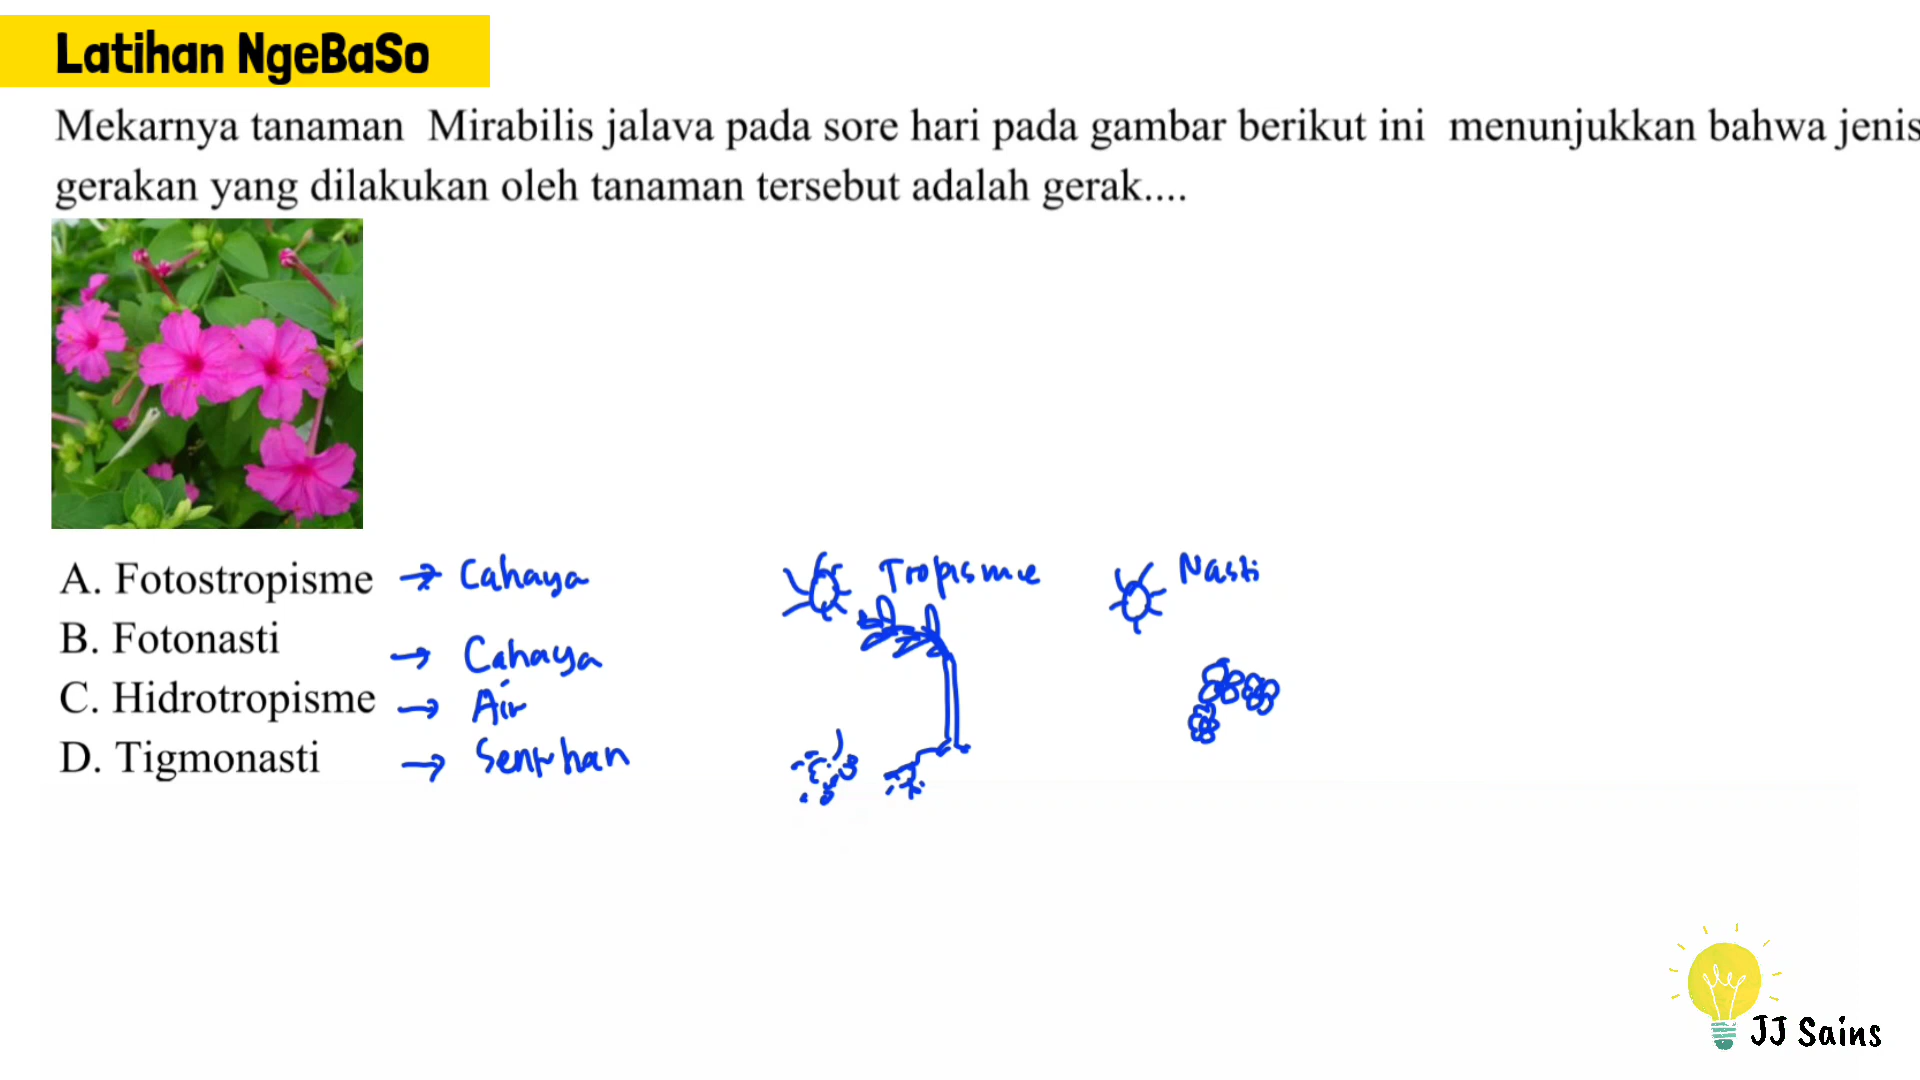 Latihan NgeBaSo
Mekarnya tanaman Mirabilis jalava pada sore hari pada gambar berikut ini menunjukkan bahwa jenis
gerakan yang dilakukan oleh tanaman tersebut adalah gerak....
A. Fotostropisme → Cahaya
B. Fotonasti → Cahaya
C. Hidrotropisme → Air
D. Tigmonasti → Sentuhan
Tropisme
Nasti
JJ Sains